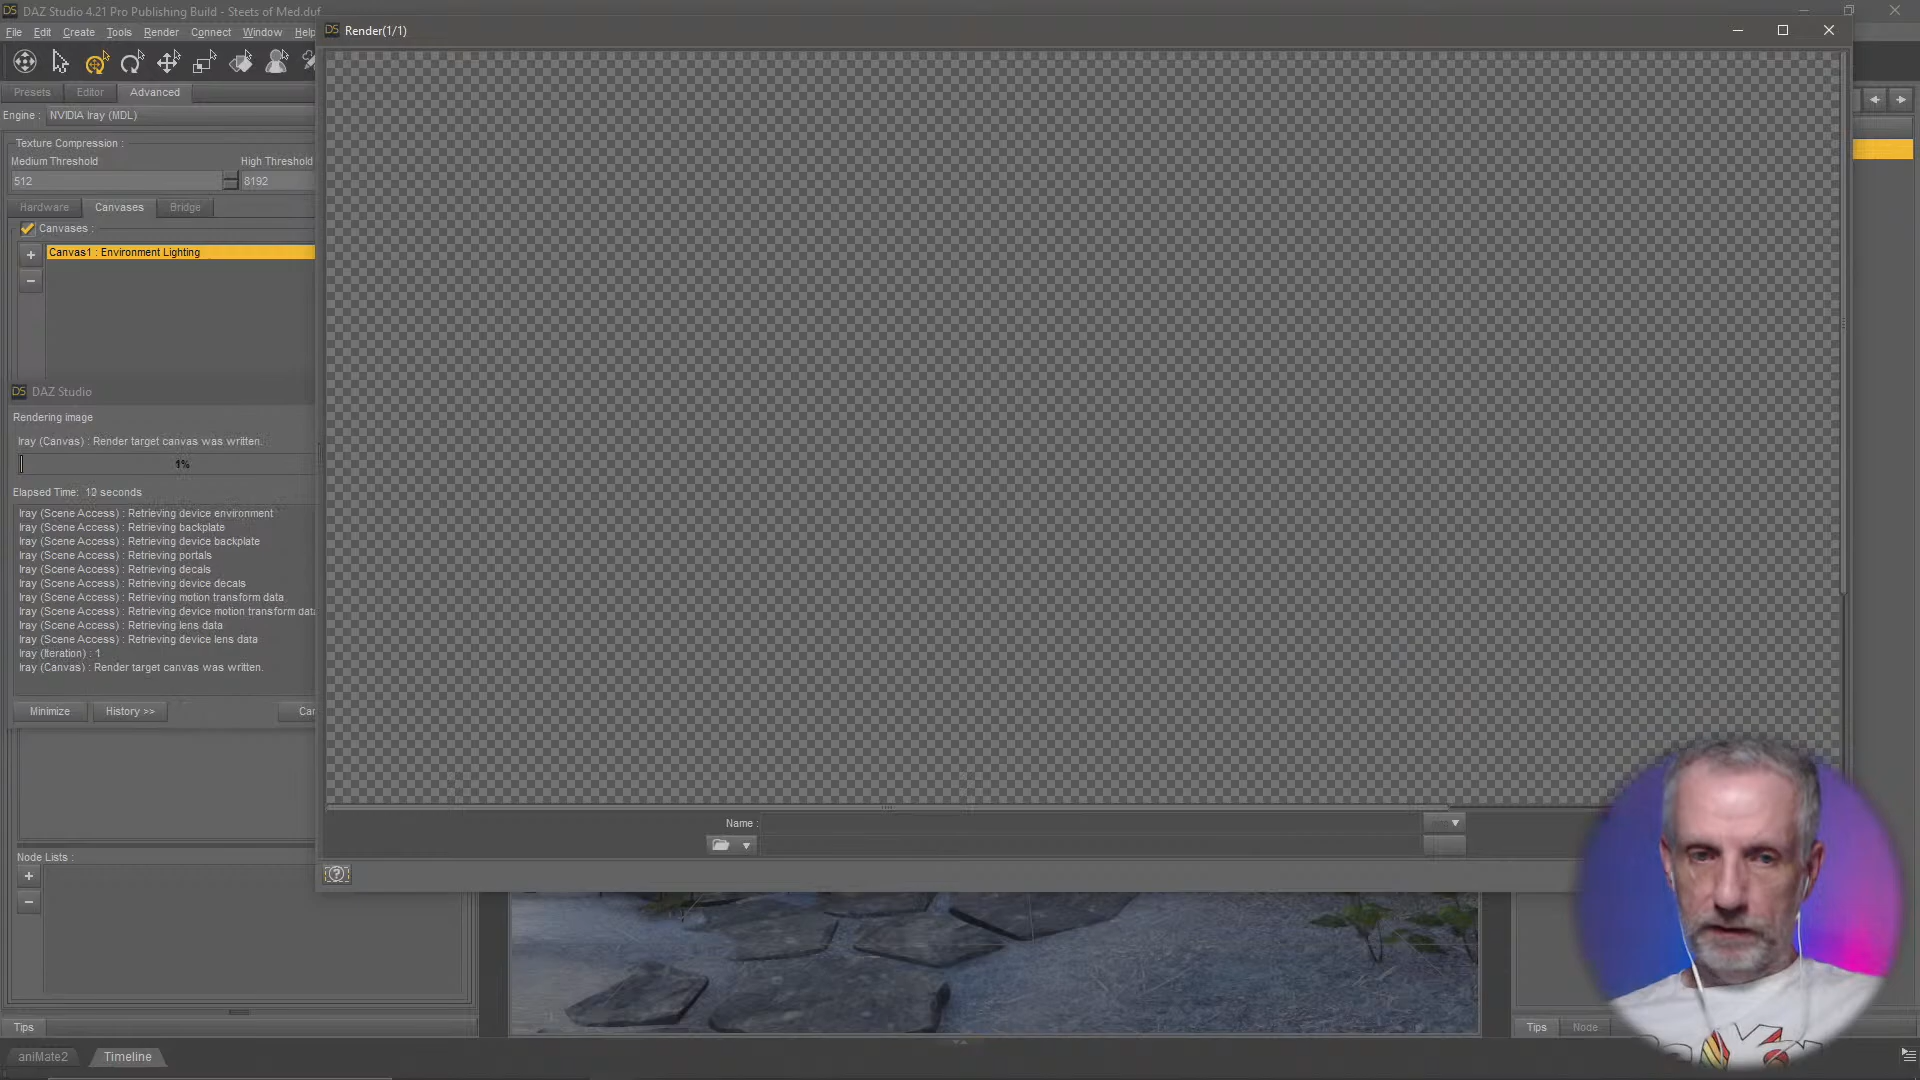 DAZ Studio 4.21 Pro Publishing Build - Steets of Med.duf
File Edit Create Tools Render Connect Window Help
Render(1/1)
Presets Editor Advanced
Engine : NVIDIA Iray (MDL)
Texture Compression :
Medium Threshold High Threshold
512 8192
Hardware Canvases Bridge
Canvases :
Canvas1 : Environment Lighting
DAZ Studio
Rendering image
Iray (Canvas) : Render target canvas was written.
1%
Elapsed Time: 10 seconds
Iray (Scene Access) : Retrieving device environment
Iray (Scene Access) : Retrieving backplate
Iray (Scene Access) : Retrieving device backplate
Iray (Scene Access) : Retrieving portals
Iray (Scene Access) : Retrieving decals
Iray (Scene Access) : Retrieving device decals
Iray (Scene Access) : Retrieving motion transform data
Iray (Scene Access) : Retrieving device motion transform data
Iray (Scene Access) : Retrieving lens data
Iray (Scene Access) : Retrieving device lens data
Iray (Iteration) : 1
Iray (Canvas) : Render target canvas was written.
Minimize History >> Can
Name :
Node Lists :
Tips
Tips Node
aniMate2 Timeline